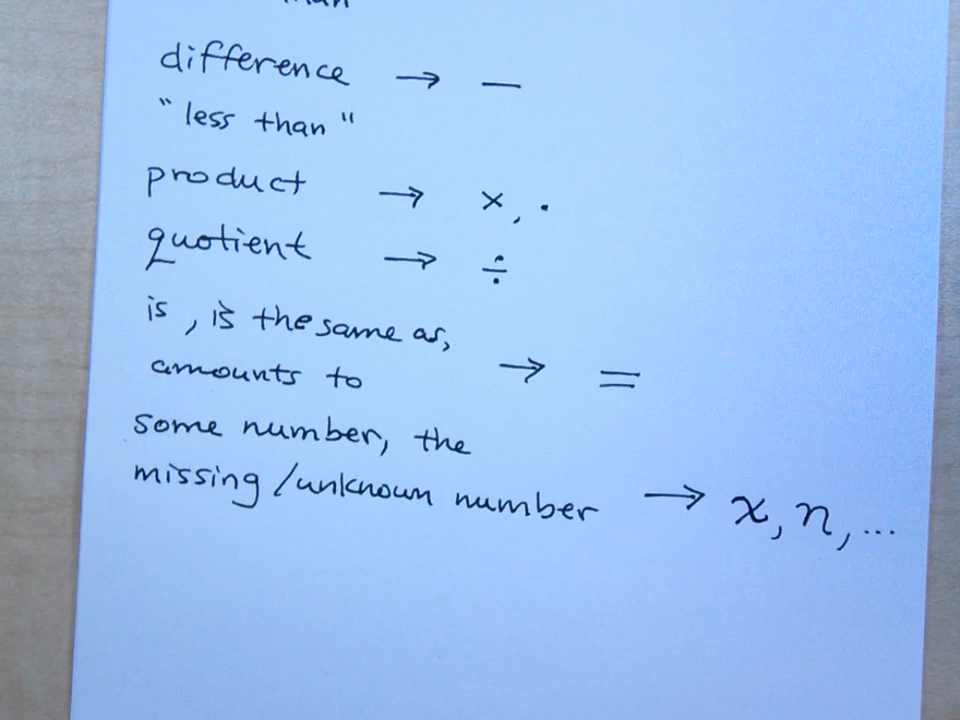 difference → —
"less than"
product → ×, ·
quotient → ÷
is, is the same as,
amounts to → =
some number, the
missing/unknown number → x, n, ...